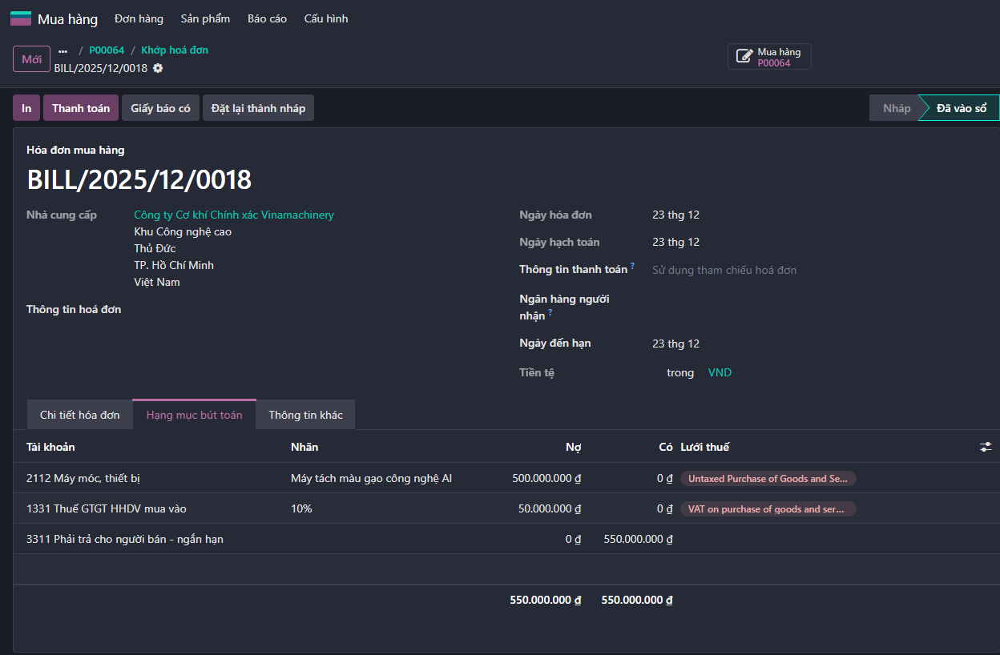 Mua hàng Đơn hàng Sản phẩm Báo cáo Cấu hình
Mới
... / P00064 / Khớp hoá đơn
BILL/2025/12/0018
Mua hàng
P00064
In Thanh toán Giấy báo có Đặt lại thành nháp
Nháp Đã vào sổ
Hóa đơn mua hàng
BILL/2025/12/0018
Nhà cung cấp Công ty Cơ khí Chính xác Vinamachinery
Khu Công nghệ cao
Thủ Đức
TP. Hồ Chí Minh
Việt Nam
Thông tin hoá đơn
Ngày hóa đơn 23 thg 12
Ngày hạch toán 23 thg 12
Thông tin thanh toán ? Sử dụng tham chiếu hoá đơn
Ngân hàng người
nhận ?
Ngày đến hạn 23 thg 12
Tiền tệ trong VND
Chi tiết hóa đơn Hạng mục bút toán Thông tin khác
Tài khoản Nhãn Nợ Có Lưới thuế
2112 Máy móc, thiết bị Máy tách màu gạo công nghệ AI 500.000.000 ₫ 0 ₫ Untaxed Purchase of Goods and Se...
1331 Thuế GTGT HHDV mua vào 10% 50.000.000 ₫ 0 ₫ VAT on purchase of goods and ser...
3311 Phải trả cho người bán - ngắn hạn 0 ₫ 550.000.000 ₫
550.000.000 ₫ 550.000.000 ₫